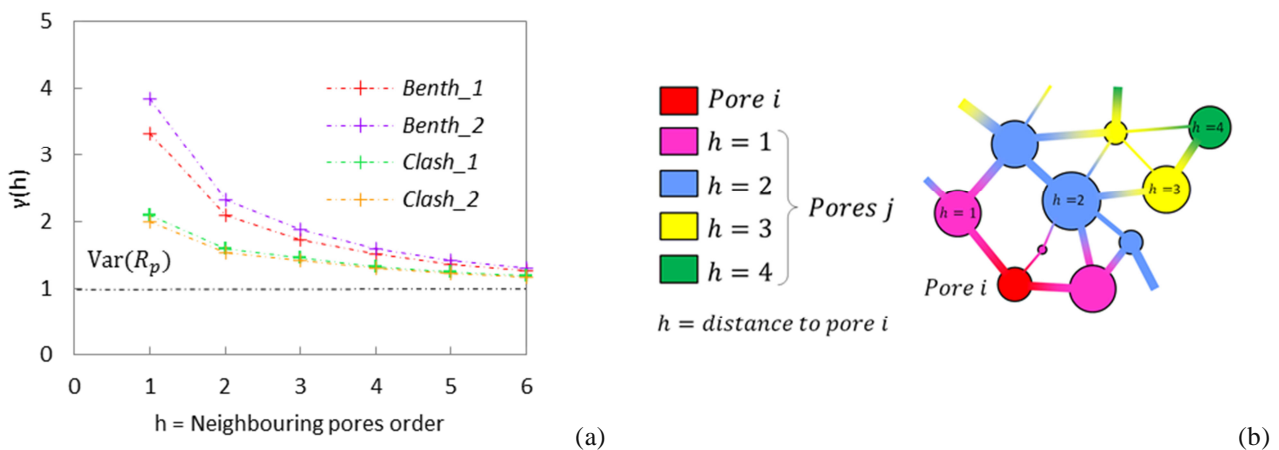 5
4
3
2
1
0
γ(h)
Benth_1
Benth_2
Clash_1
Clash_2
Var(Rₚ)
0 1 2 3 4 5 6
h = Neighbouring pores order
(a)
Pore i
h = 1
h = 2
h = 3
h = 4
Pores j
h = distance to pore i
h =4
h =3
h =2
h = 1
Pore i
(b)